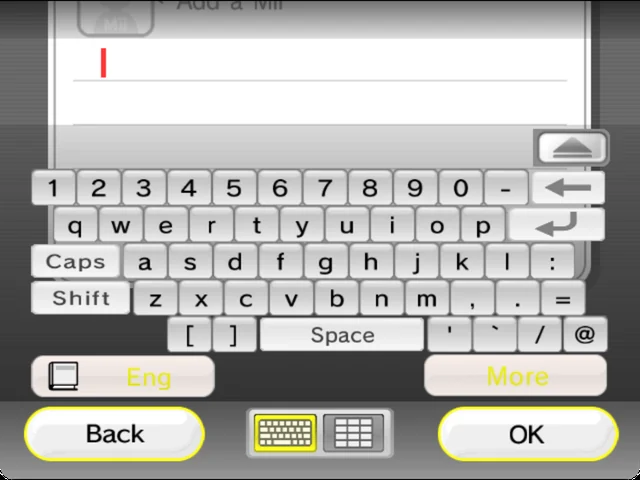 Mii Add a Mii
1 2 3 4 5 6 7 8 9 0 -
q w e r t y u i o p
Caps a s d f g h j k l :
Shift z x c v b n m , . =
[ ] Space ' ` / @
Eng More
Back OK